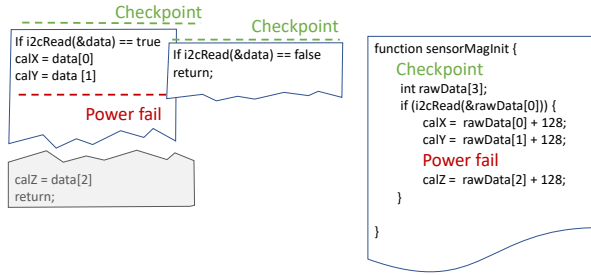 Checkpoint
If i2cRead(&data) == true
calX = data[0]
calY = data [1]
Power fail
calZ = data[2]
return;
Checkpoint
If i2cRead(&data) == false
return;
function sensorMagInit {
Checkpoint
int rawData[3];
if (i2cRead(&rawData[0])) {
calX = rawData[0] + 128;
calY = rawData[1] + 128;
Power fail
calZ = rawData[2] + 128;
}
}